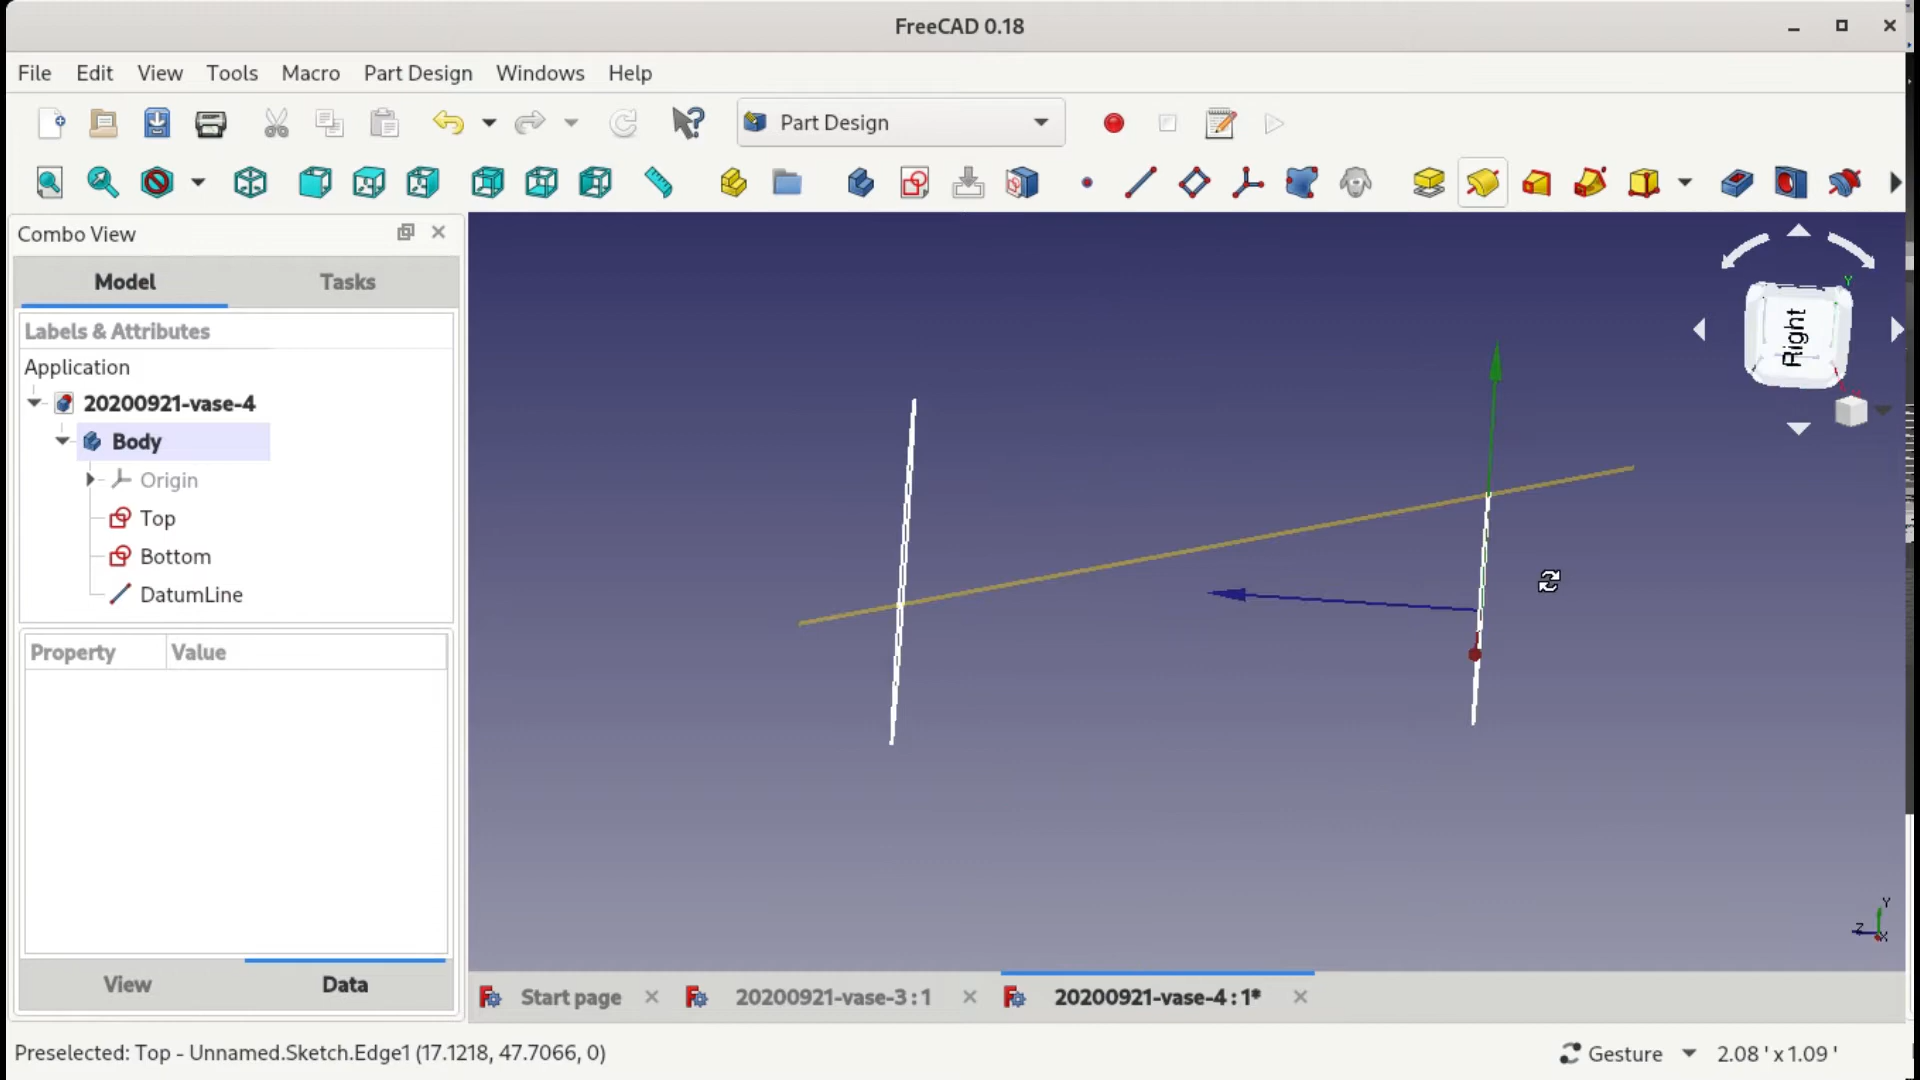 FreeCAD 0.18
File Edit View Tools Macro Part Design Windows Help
Part Design
Combo View
Model Tasks
Labels & Attributes
Application
20200921-vase-4
Body
Origin
Top
Bottom
DatumLine
Property Value
View Data
Right
Y
Y
Z
X
Start page 20200921-vase-3 : 1 20200921-vase-4 : 1*
Preselected: Top - Unnamed.Sketch.Edge1 (17.1218, 47.7066, 0)
Gesture 2.08 ' x 1.09 '